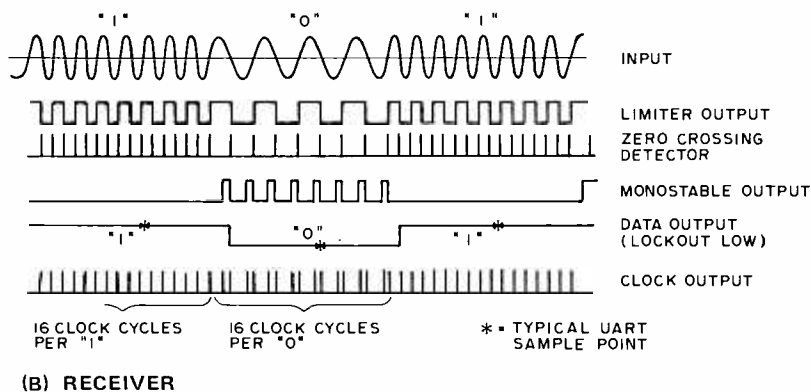 "1" "0" "1"
INPUT
LIMITER OUTPUT
ZERO CROSSING
DETECTOR
MONOSTABLE OUTPUT
DATA OUTPUT
(LOCKOUT LOW)
"1" "0" "1"
CLOCK OUTPUT
16 CLOCK CYCLES
PER "1"
16 CLOCK CYCLES
PER "0"
* = TYPICAL UART
SAMPLE POINT
(B) RECEIVER